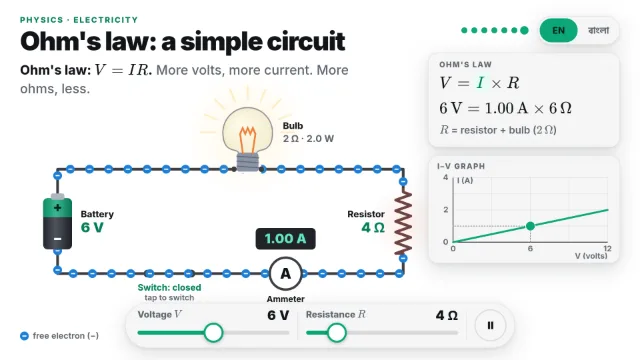 PHYSICS · ELECTRICITY
Ohm's law: a simple circuit
Ohm's law: V = IR. More volts, more current. More
ohms, less.
EN
বাংলা
OHM'S LAW
V = I × R
6 V = 1.00 A × 6 Ω
R = resistor + bulb (2 Ω)
I–V GRAPH
I (A)
4
2
0
0
6
12
V (volts)
Bulb
2 Ω · 2.0 W
Battery
6 V
+
−
Resistor
4 Ω
1.00 A
A
Ammeter
Switch: closed
tap to switch
free electron (−)
Voltage V
6 V
Resistance R
4 Ω